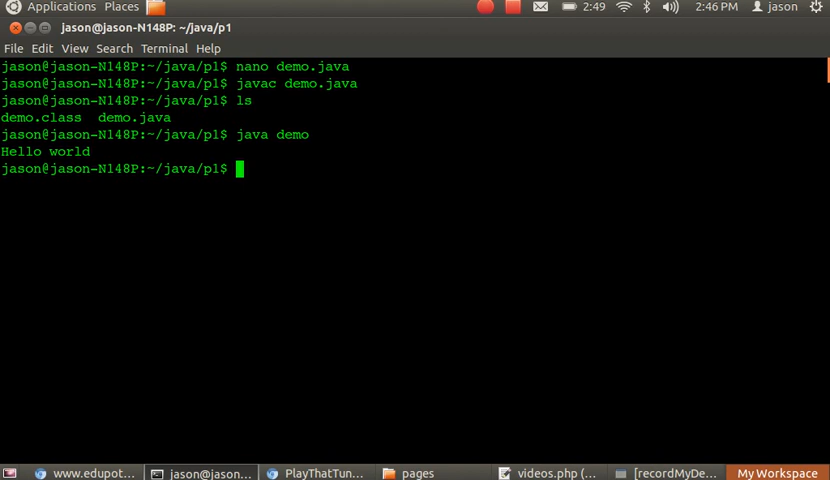 Applications Places 2:49 2:46 PM jason
jason@jason-N148P: ~/java/p1
File Edit View Search Terminal Help
jason@jason-N148P:~/java/p1$ nano demo.java
jason@jason-N148P:~/java/p1$ javac demo.java
jason@jason-N148P:~/java/p1$ ls
demo.class  demo.java
jason@jason-N148P:~/java/p1$ java demo
Hello world
jason@jason-N148P:~/java/p1$
www.edupot... jason@jason... PlayThatTun... pages videos.php (... [recordMyDe... My Workspace